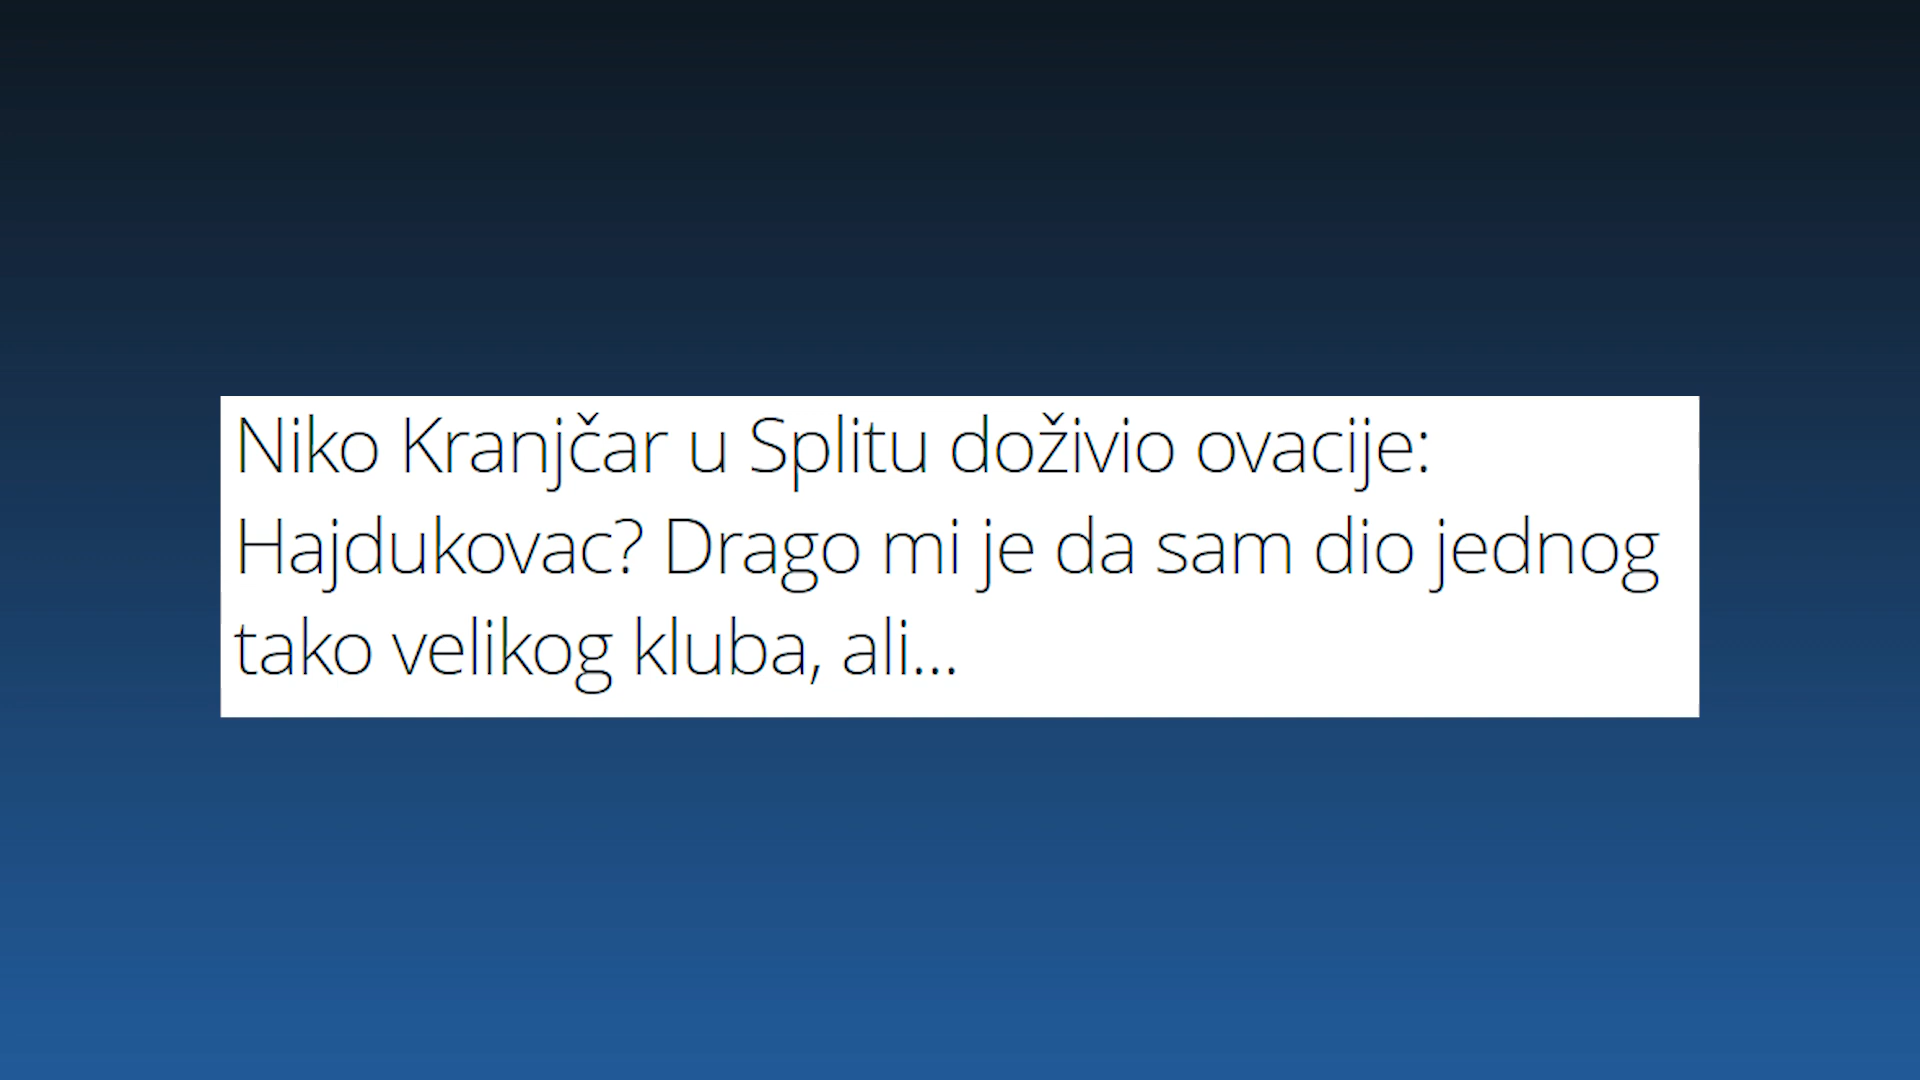 Niko Kranjčar u Splitu doživio ovacije:
Hajdukovac? Drago mi je da sam dio jednog
tako velikog kluba, ali...